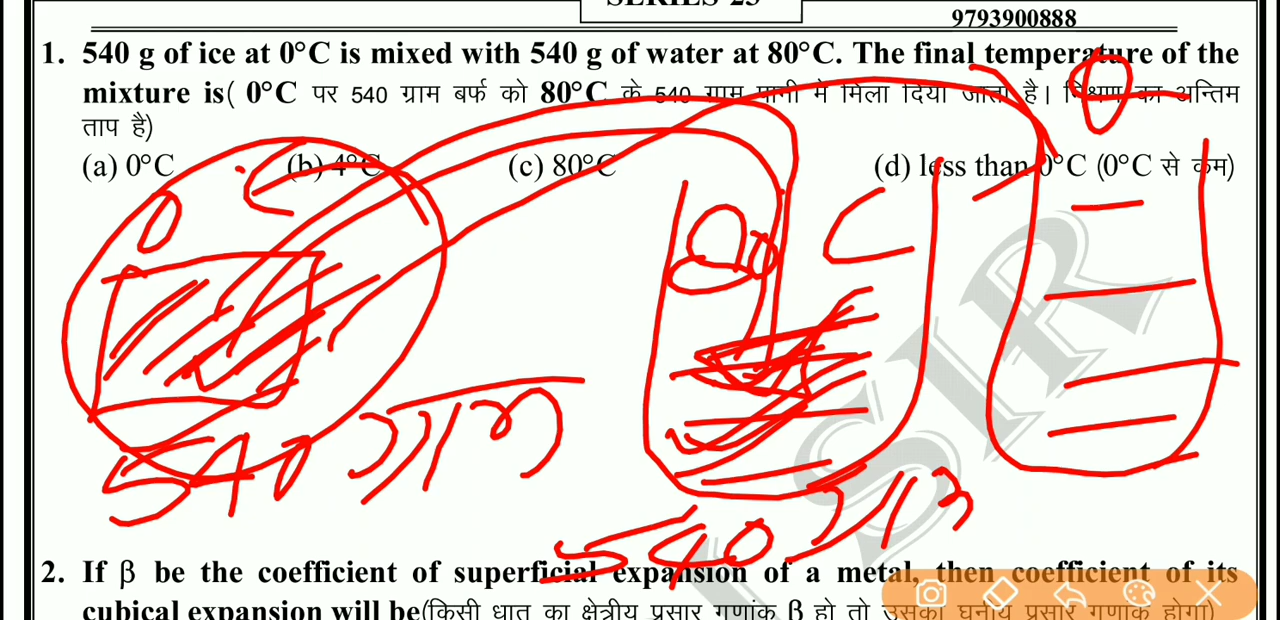 SERIES-25
9793900888
1. 540 g of ice at 0°C is mixed with 540 g of water at 80°C. The final temperature of the
mixture is( 0°C पर 540 ग्राम बर्फ को 80°C के 540 ग्राम पानी में मिला दिया जाता है। मिश्रण का अन्तिम
ताप है)
(a) 0°C (b) 4°C (c) 80°C (d) less than 0°C (0°C से कम)
0 °C
80 °C
θ
540 ग्राम
540 ग्राम
SIR
2. If β be the coefficient of superficial expansion of a metal, then coefficient of its
cubical expansion will be(किसी धातु का क्षेत्रीय प्रसार गुणांक β हो तो उसका घनीय प्रसार गुणांक होगा)